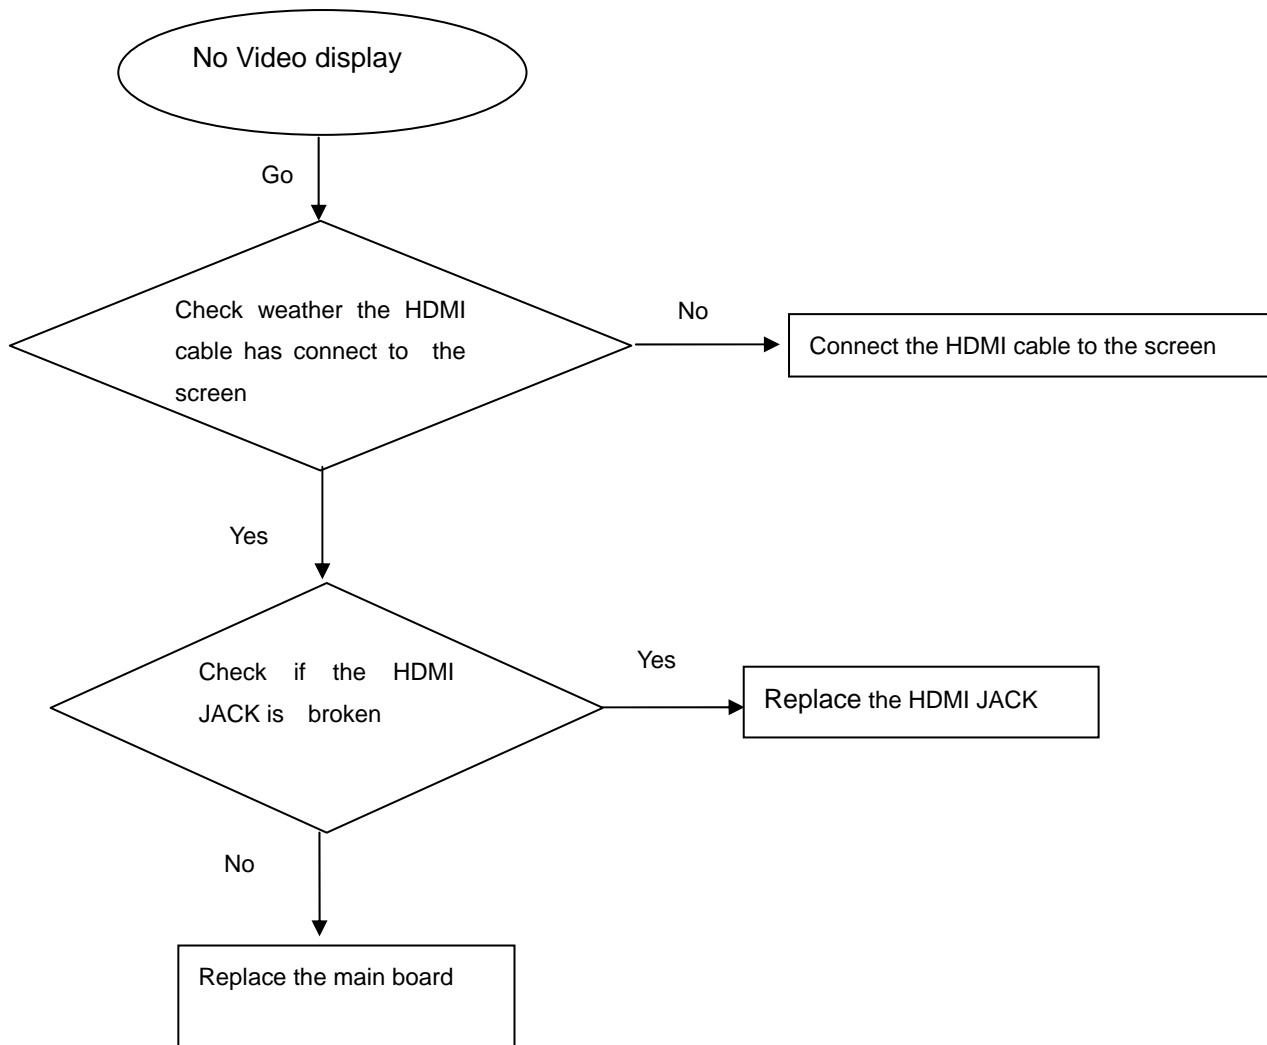 No Video display
Go
Check weather the HDMI
cable has connect to the
screen
No
Connect the HDMI cable to the screen
Yes
Check if the HDMI
JACK is broken
Yes
Replace the HDMI JACK
No
Replace the main board